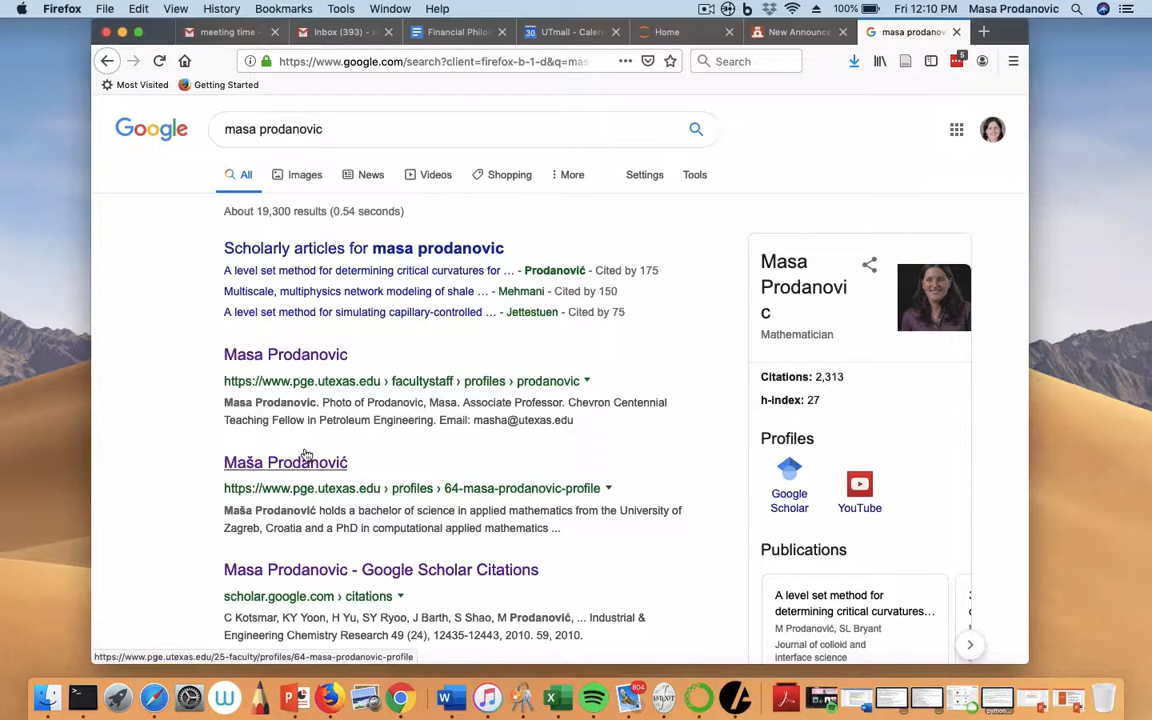 Firefox File Edit View History Bookmarks Tools Window Help 100% Fri 12:10 PM Masa Prodanovic
meeting time - Inbox (393) - Financial Philo UTmail - Cale Home New Announce masa prodanov
https://www.google.com/search?client=firefox-b-1-d&q=mas Search 5
Most Visited Getting Started
Google masa prodanovic
All Images News Videos Shopping More Settings Tools
About 19,300 results (0.54 seconds)
Scholarly articles for masa prodanovic
A level set method for determining critical curvatures for ... - Prodanović - Cited by 175
Multiscale, multiphysics network modeling of shale ... - Mehmani - Cited by 150
A level set method for simulating capillary-controlled ... - Jettestuen - Cited by 75
Masa Prodanovic
https://www.pge.utexas.edu › facultystaff › profiles › prodanovic
Masa Prodanovic. Photo of Prodanovic, Masa. Associate Professor. Chevron Centennial
Teaching Fellow in Petroleum Engineering. Email: masha@utexas.edu
Maša Prodanović
https://www.pge.utexas.edu › profiles › 64-masa-prodanovic-profile
Maša Prodanović holds a bachelor of science in applied mathematics from the University of
Zagreb, Croatia and a PhD in computational applied mathematics ...
Masa Prodanovic - Google Scholar Citations
scholar.google.com › citations
C Kotsmar, KY Yoon, H Yu, SY Ryoo, J Barth, S Shao, M Prodanović, ... Industrial &
Engineering Chemistry Research 49 (24), 12435-12443, 2010. 59, 2010.
https://www.pge.utexas.edu/25-faculty/profiles/64-masa-prodanovic-profile
Masa
Prodanovi
C
Mathematician
Citations: 2,313
h-index: 27
Profiles
Google
Scholar
YouTube
Publications
A level set method for
determining critical curvatures...
M Prodanović, SL Bryant
Journal of colloid and
interface science
804